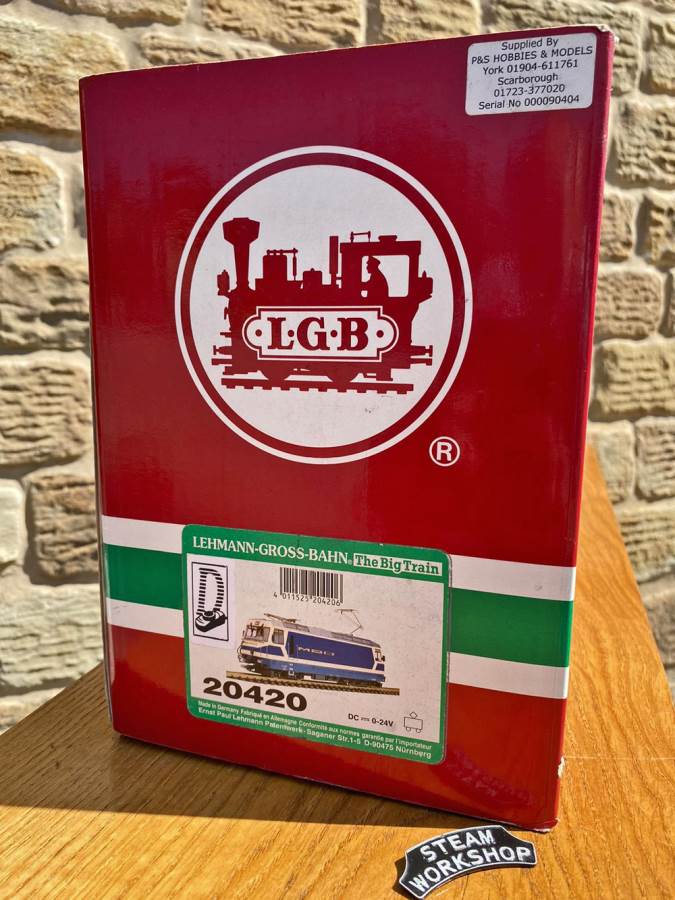 Supplied By
P&S HOBBIES & MODELS
York 01904-611761
Scarborough
01723-377020
Serial No 000090404
L·G·B
®
LEHMANN-GROSS-BAHN® The Big Train
4 011525 204206
MOB
20420
DC ⎓ 0-24V
Made in Germany Fabriqué en Allemagne Conformité aux normes garantie par l'importateur
Ernst Paul Lehmann Patentwerk · Saganer Str.1-5 D-90475 Nürnberg
STEAM
WORKSHOP